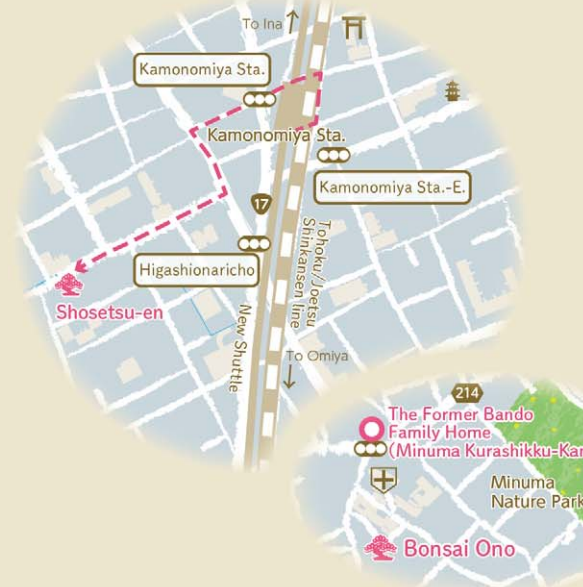 To Ina
Kamonomiya Sta.
Kamonomiya Sta.
Kamonomiya Sta.-E.
17
Tohoku/Joetsu
Shinkansen line
Higashionaricho
Shosetsu-en
New Shuttle
To Omiya
214
The Former Bando
Family Home
(Minuma Kurashikku-Kan
Minuma
Nature Park
Bonsai Ono